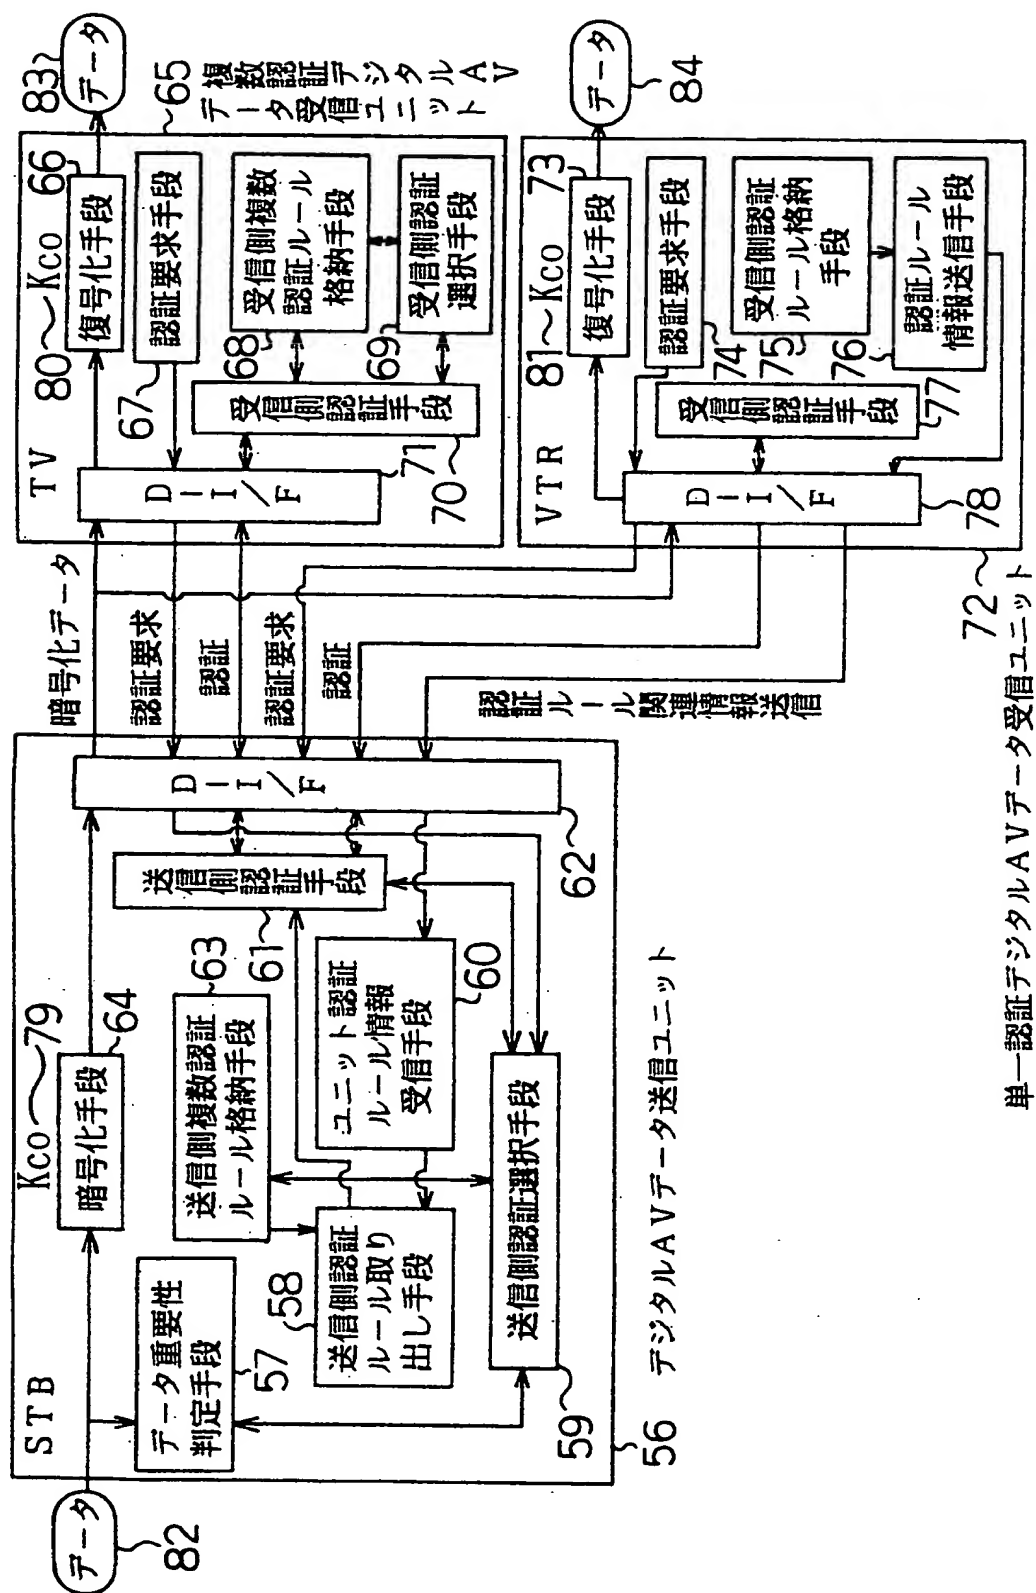 データ
82
STB
データ重要性
判定手段
57
Kco
79
暗号化手段
64
送信側複数認証
ルール格納手段
63
送信側認証
ルール取り
出し手段
58
ユニット認証
ルール情報
受信手段
60
送信側認証選択手段
59
送信側認証手段
61
D-I/F
62
56
デジタルAVデータ送信ユニット
暗号化データ
認証要求
認証
認証要求
認証
認証ルール関連情報送信
TV
80
Kco
復号化手段
66
認証要求手段
67
受信側複数
認証ルール
格納手段
68
受信側認証
選択手段
69
受信側認証手段
70
D-I/F
71
データ
83
65
複数認証デジタルAV
データ受信ユニット
VTR
81
Kco
復号化手段
73
認証要求手段
74
受信側認証
ルール格納
手段
75
認証ルール
情報送信手段
76
受信側認証手段
77
D-I/F
78
データ
84
72
単一認証デジタルAVデータ受信ユニット